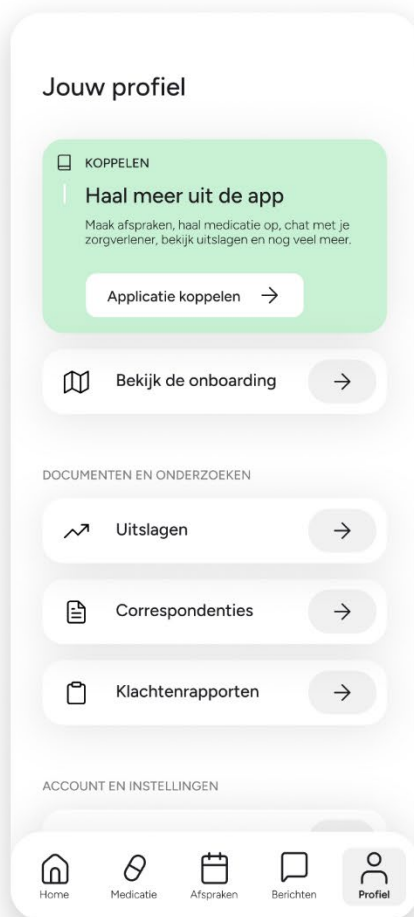 Jouw profiel
KOPPELEN
Haal meer uit de app
Maak afspraken, haal medicatie op, chat met je
zorgverlener, bekijk uitslagen en nog veel meer.
Applicatie koppelen
Bekijk de onboarding
DOCUMENTEN EN ONDERZOEKEN
Uitslagen
Correspondenties
Klachtenrapporten
ACCOUNT EN INSTELLINGEN
Home Medicatie Afspraken Berichten Profiel